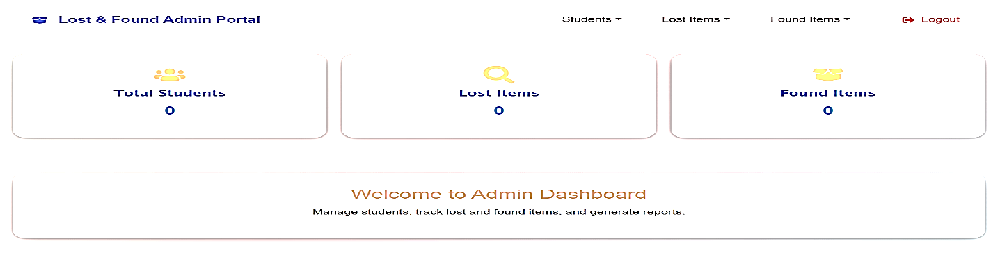 Lost & Found Admin Portal Students Lost Items Found Items Logout
Total Students Lost Items Found Items
0 0 0
Welcome to Admin Dashboard
Manage students, track lost and found items, and generate reports.